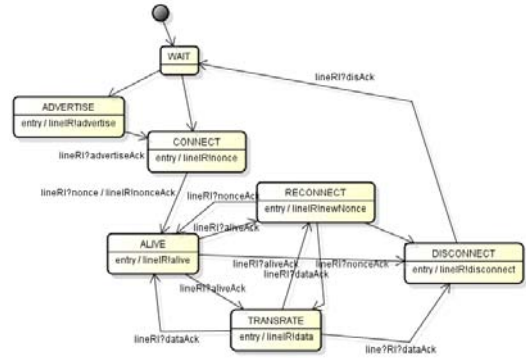 WAIT
lineRI?disAck
ADVERTISE
entry / lineIR!advertise
CONNECT
entry / lineIR!nonce
lineRI?advertiseAck
lineRI?nonce / lineIR!nonceAck
lineRI?nonceAck
RECONNECT
entry / lineIR!newNonce
lineRI?aliveAck
ALIVE
entry / lineIR!alive
DISCONNECT
entry / lineIR!disconnect
lineRI?aliveAck
lineRI?nonceAck
lineRI?dataAck
lineRI?aliveAck
TRANSRATE
entry / lineIR!data
lineRI?dataAck
line?RI?dataAck